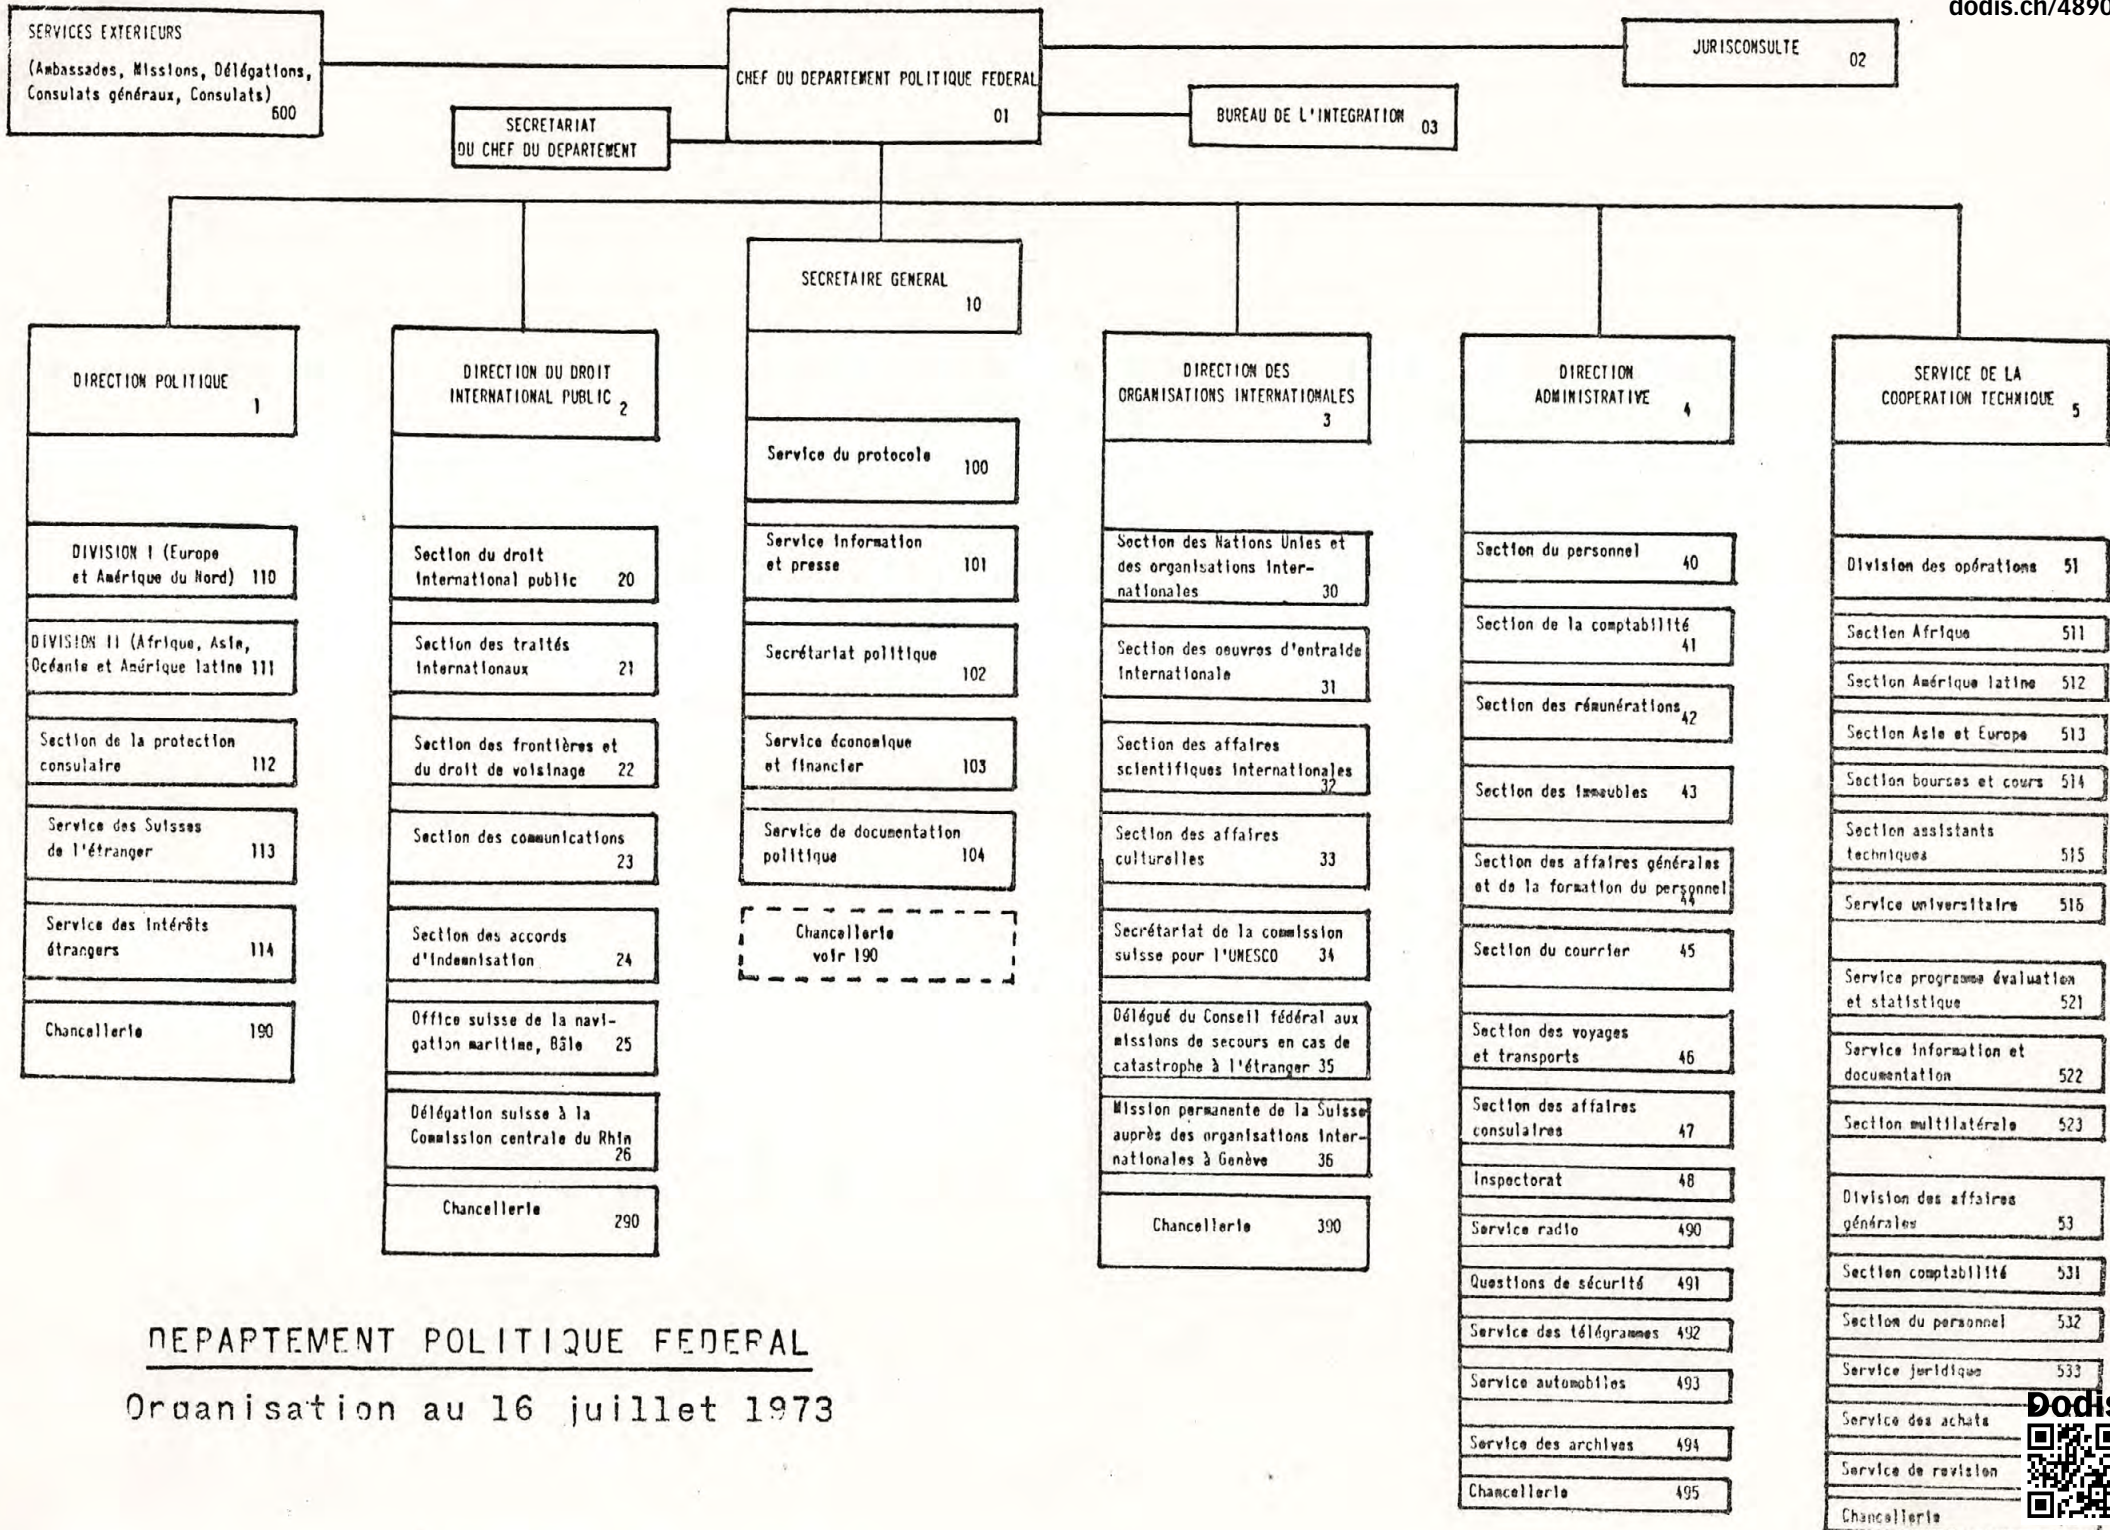 dodis.ch/4890
SERVICES EXTERIEURS
(Ambassades, Missions, Délégations,
Consulats généraux, Consulats)
600
SECRETARIAT
DU CHEF DU DEPARTEMENT
CHEF DU DEPARTEMENT POLITIQUE FEDERAL
01
JURISCONSULTE
02
BUREAU DE L'INTEGRATION 03
SECRETAIRE GENERAL
10
Service du protocole 100
Service information
et presse 101
Secrétariat politique
102
Service économique
et financier 103
Service de documentation
politique 104
Chancellerie
voir 190
DIRECTION POLITIQUE
1
DIVISION I (Europe
et Amérique du Nord) 110
DIVISION II (Afrique, Asie,
Océanie et Amérique latine 111
Section de la protection
consulaire 112
Service des Suisses
de l'étranger 113
Service des intérêts
étrangers 114
Chancellerie 190
DIRECTION DU DROIT
INTERNATIONAL PUBLIC 2
Section du droit
international public 20
Section des traités
internationaux 21
Section des frontières et
du droit de voisinage 22
Section des communications
23
Section des accords
d'indemnisation 24
Office suisse de la navi-
gation maritime, Bâle 25
Délégation suisse à la
Commission centrale du Rhin
26
Chancellerie
290
DIRECTION DES
ORGANISATIONS INTERNATIONALES
3
Section des Nations Unies et
des organisations inter-
nationales 30
Section des oeuvres d'entraide
internationale
31
Section des affaires
scientifiques internationales
32
Section des affaires
culturelles 33
Secrétariat de la commission
suisse pour l'UNESCO 34
Délégué du Conseil fédéral aux
missions de secours en cas de
catastrophe à l'étranger 35
Mission permanente de la Suisse
auprès des organisations inter-
nationales à Genève 36
Chancellerie 390
DIRECTION
ADMINISTRATIVE 4
Section du personnel
40
Section de la comptabilité
41
Section des rémunérations 42
Section des immeubles 43
Section des affaires générales
et de la formation du personnel
44
Section du courrier 45
Section des voyages
et transports 46
Section des affaires
consulaires 47
Inspectorat 48
Service radio 490
Questions de sécurité 491
Service des télégrammes 492
Service automobiles 493
Service des archives 494
Chancellerie 495
SERVICE DE LA
COOPERATION TECHNIQUE 5
Division des opérations 51
Section Afrique 511
Section Amérique latine 512
Section Asie et Europe 513
Section bourses et cours 514
Section assistants
techniques 515
Service universitaire 516
Service programme évaluation
et statistique 521
Service information et
documentation 522
Section multilatérale 523
Division des affaires
générales 53
Section comptabilité 531
Section du personnel 532
Service juridique 533
Service des achats
Service de revision
Chancellerie
DEPARTEMENT POLITIQUE FEDERAL
Organisation au 16 juillet 1973
Dodis